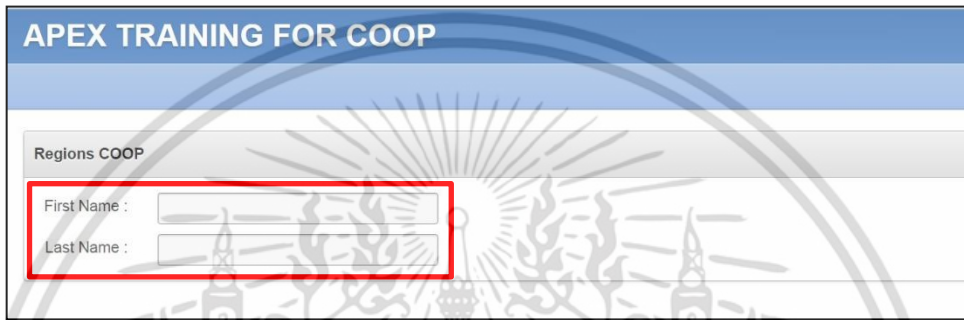 APEX TRAINING FOR COOP
Regions COOP
First Name :
Last Name :